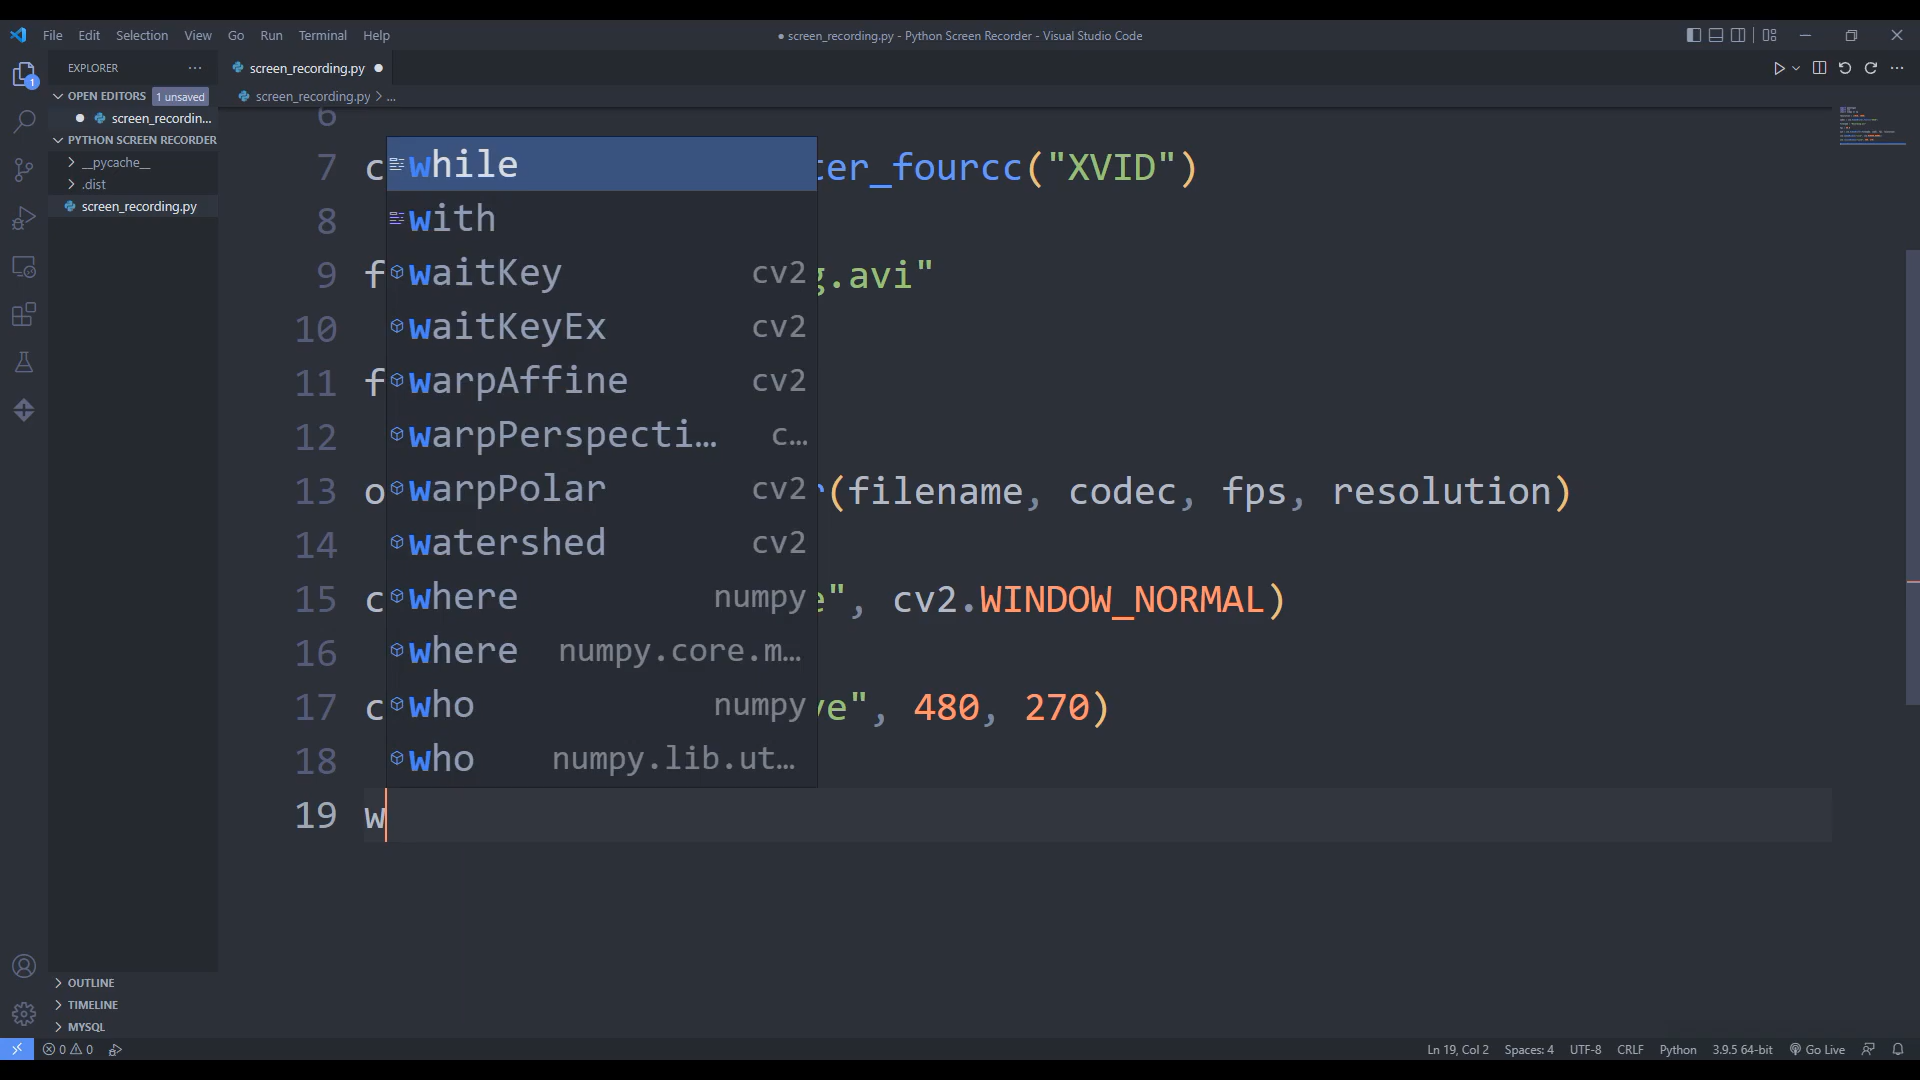 File Edit Selection View Go Run Terminal Help
● screen_recording.py - Python Screen Recorder - Visual Studio Code
EXPLORER ···
screen_recording.py ●
1
OPEN EDITORS 1 unsaved
screen_recording.py > ...
● screen_recordin...
PYTHON SCREEN RECORDER
__pycache__
.dist
screen_recording.py
OUTLINE
TIMELINE
MYSQL
6
7 c ter_fourcc("XVID")
8
9 f g.avi"
10
11 f
12
13 o r(filename, codec, fps, resolution)
14
15 c e", cv2.WINDOW_NORMAL)
16
17 c ve", 480, 270)
18
19 w
while
with
waitKey cv2
waitKeyEx cv2
warpAffine cv2
warpPerspecti… c…
warpPolar cv2
watershed cv2
where numpy
where numpy.core.m…
who numpy
who numpy.lib.ut…
0 0 Ln 19, Col 2 Spaces: 4 UTF-8 CRLF Python 3.9.5 64-bit Go Live